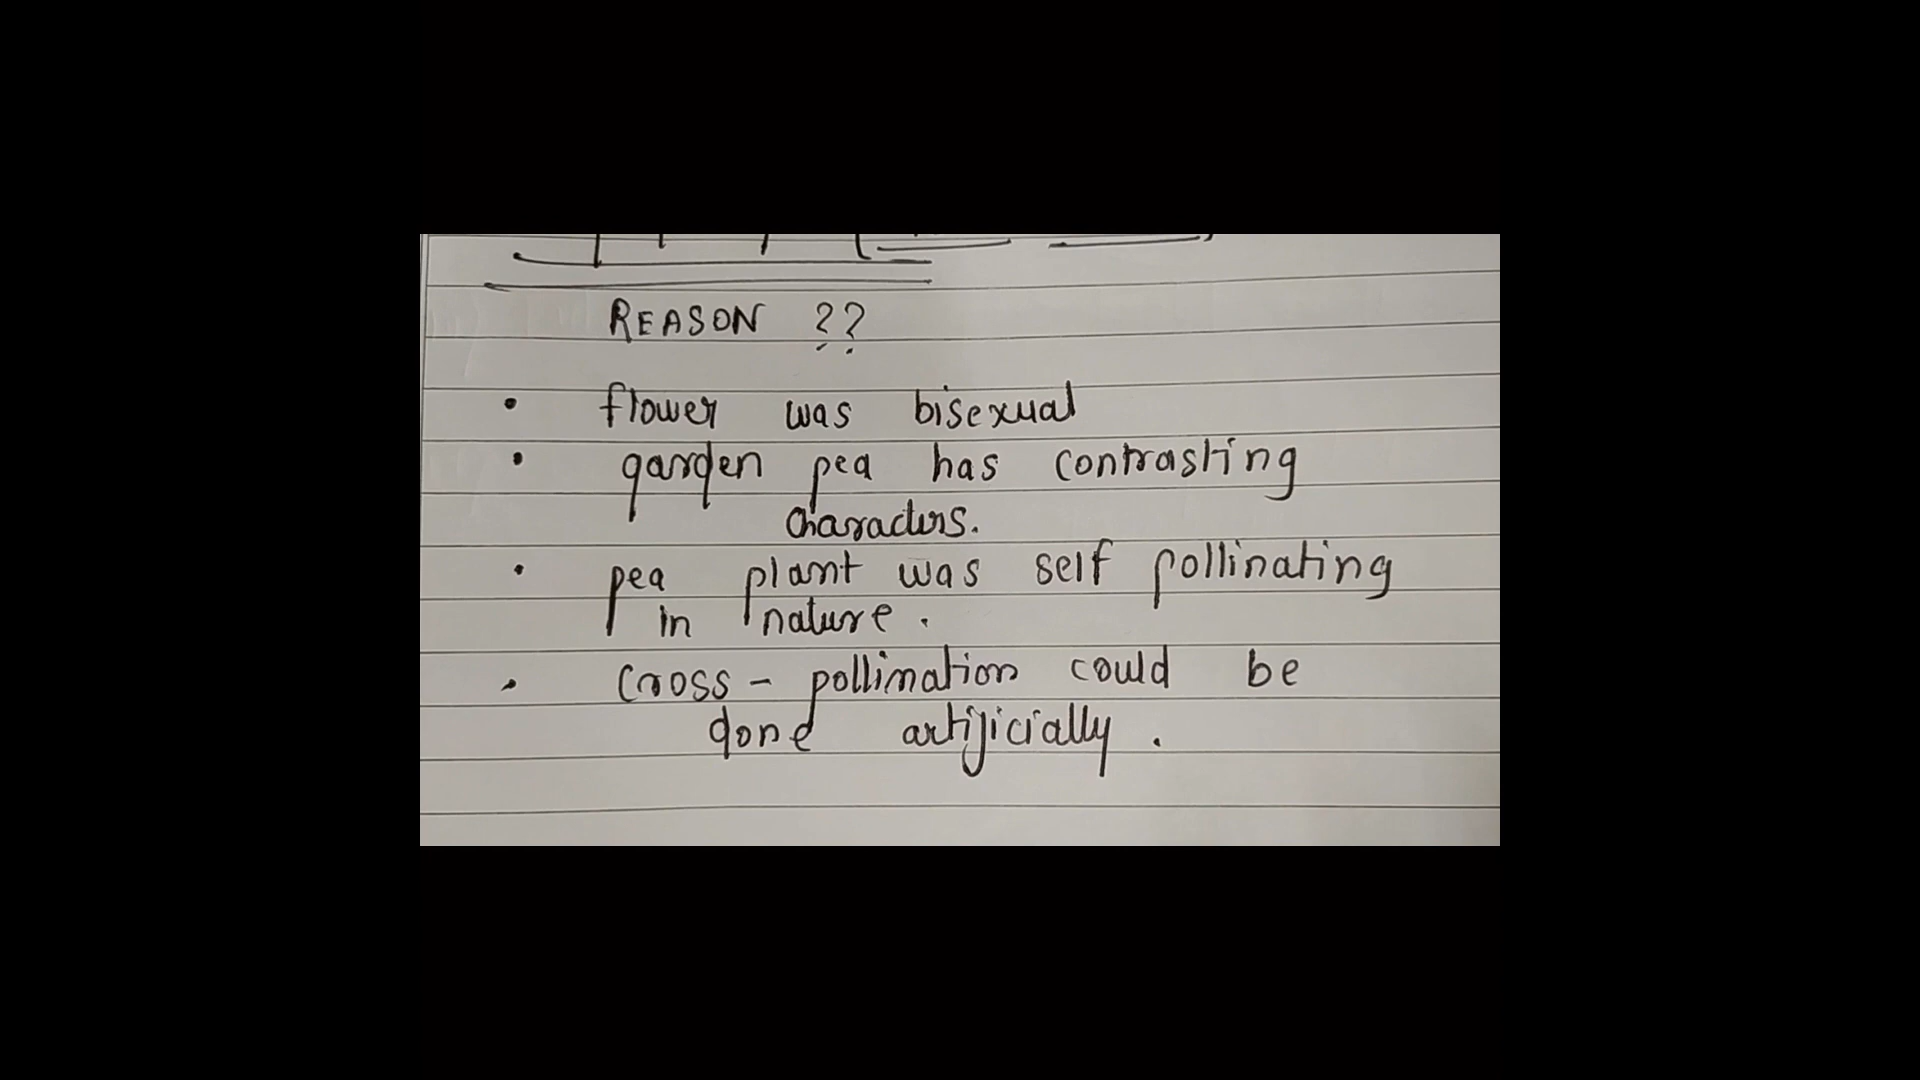 REASON ??
• flower was bisexual
• garden pea has contrasting
characters.
• pea plant was self pollinating
in nature.
• cross - pollination could be
done artificially.